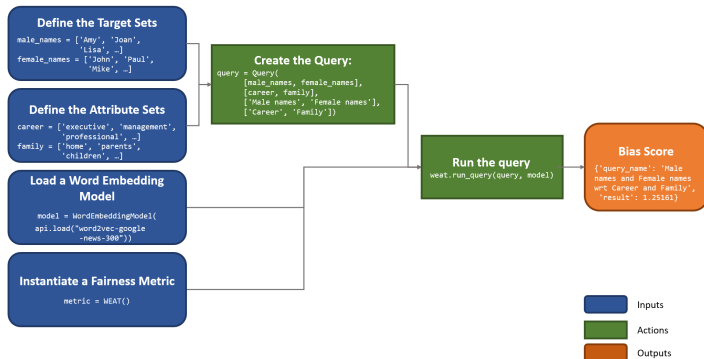 Define the Target Sets
male_names = ['Amy', 'Joan',
'Lisa', …]
female_names = ['John', 'Paul',
'Mike', …]
Define the Attribute Sets
career = ['executive', 'management',
'professional', …]
family = ['home', 'parents',
'children', …]
Load a Word Embedding
Model
model = WordEmbeddingModel(
api.load("word2vec-google
-news-300"))
Instantiate a Fairness Metric
metric = WEAT()
Create the Query:
query = Query(
[male_names, female_names],
[career, family],
['Male names', 'Female names'],
['Career', 'Family'])
Run the query
weat.run_query(query, model)
Bias Score
{'query_name': 'Male
names and Female names
wrt Career and Family',
'result': 1.25161}
Inputs
Actions
Outputs